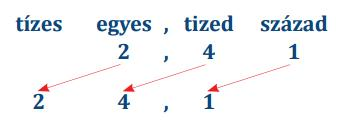 tízes egyes , tized század
2 , 4 1
2 4 , 1